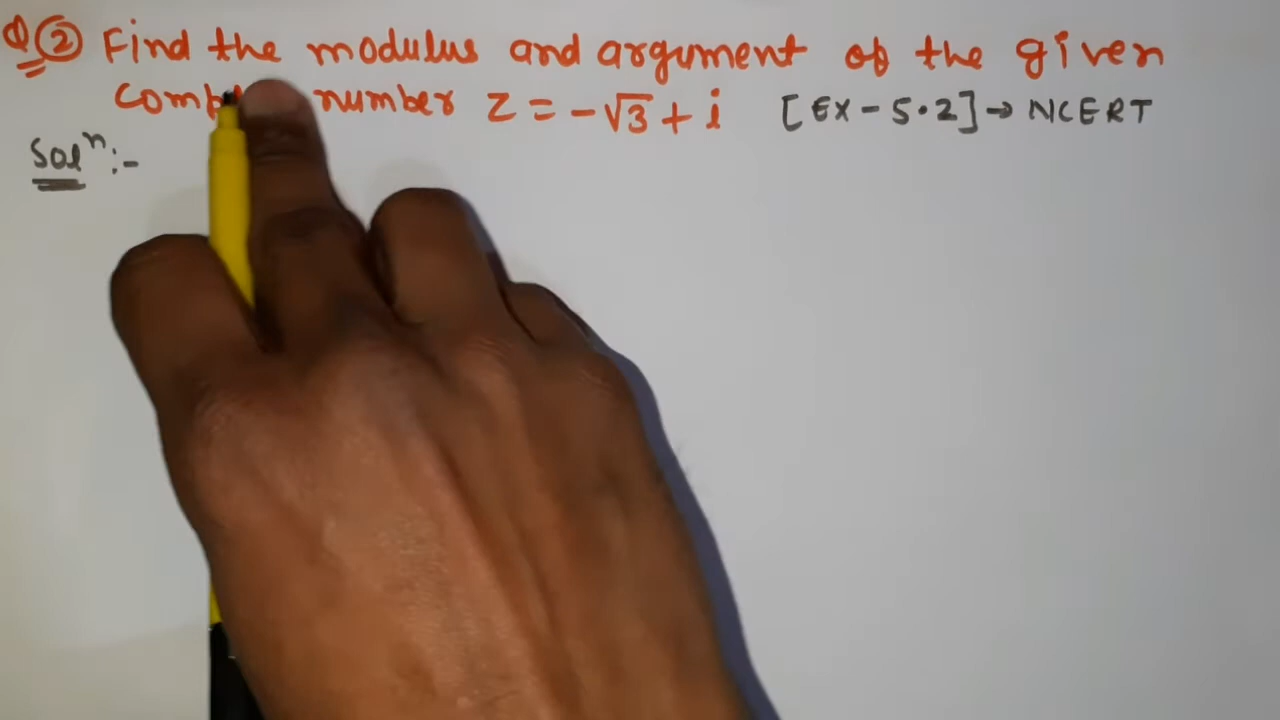 Q② Find the modulus and argument of the given
number z = -√3 + i [EX - 5.2] → NCERT
Solⁿ:-